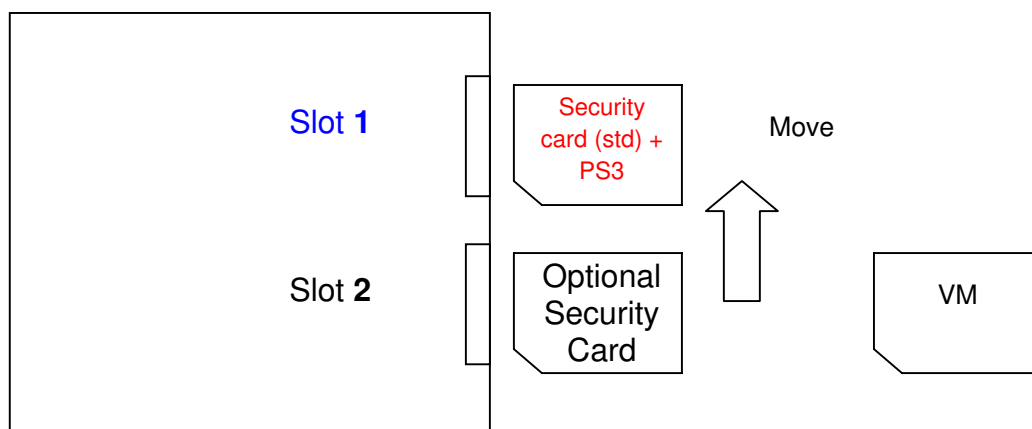 Slot 1
Security
card (std) +
PS3
Move
Slot 2
Optional
Security
Card
VM